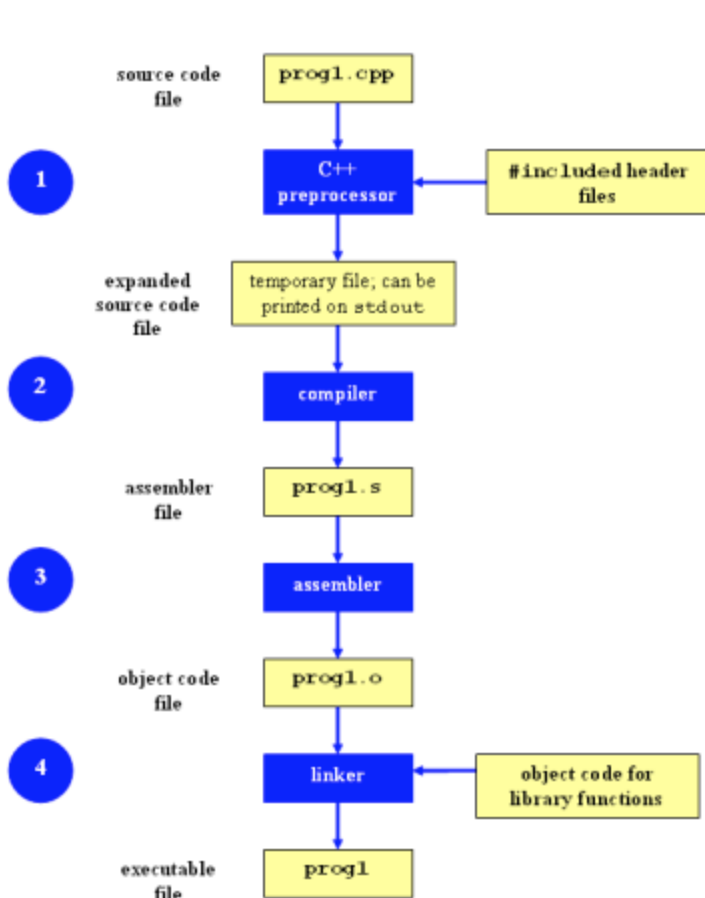 source code
file
prog1.cpp
1
C++
preprocessor
#included header
files
expanded
source code
file
temporary file; can be
printed on stdout
2
compiler
assembler
file
prog1.s
3
assembler
object code
file
prog1.o
4
linker
object code for
library functions
executable
file
prog1